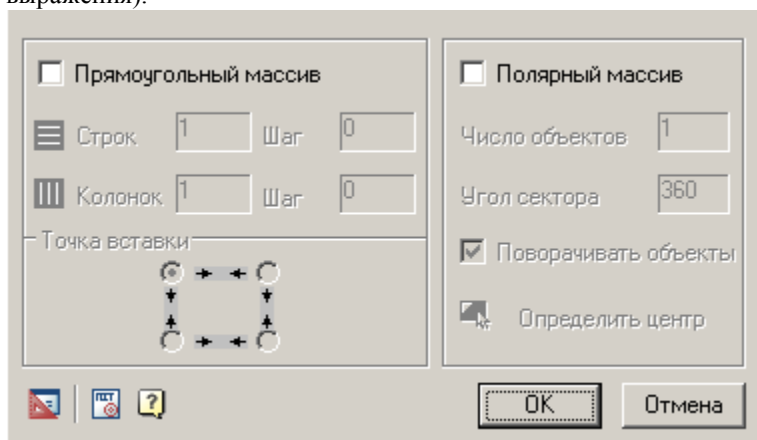 выражения).
Прямоугольный массив
Строк 1 Шаг 0
Колонок 1 Шаг 0
Точка вставки
Полярный массив
Число объектов 1
Угол сектора 360
Поворачивать объекты
Определить центр
OK Отмена